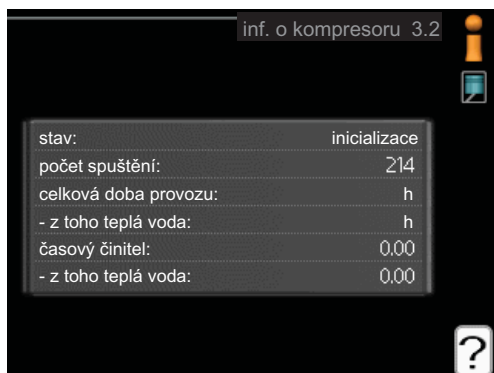 inf. o kompresoru 3.2
stav: inicializace
počet spuštění: 214
celková doba provozu: h
- z toho teplá voda: h
časový činitel: 0.00
- z toho teplá voda: 0.00
?